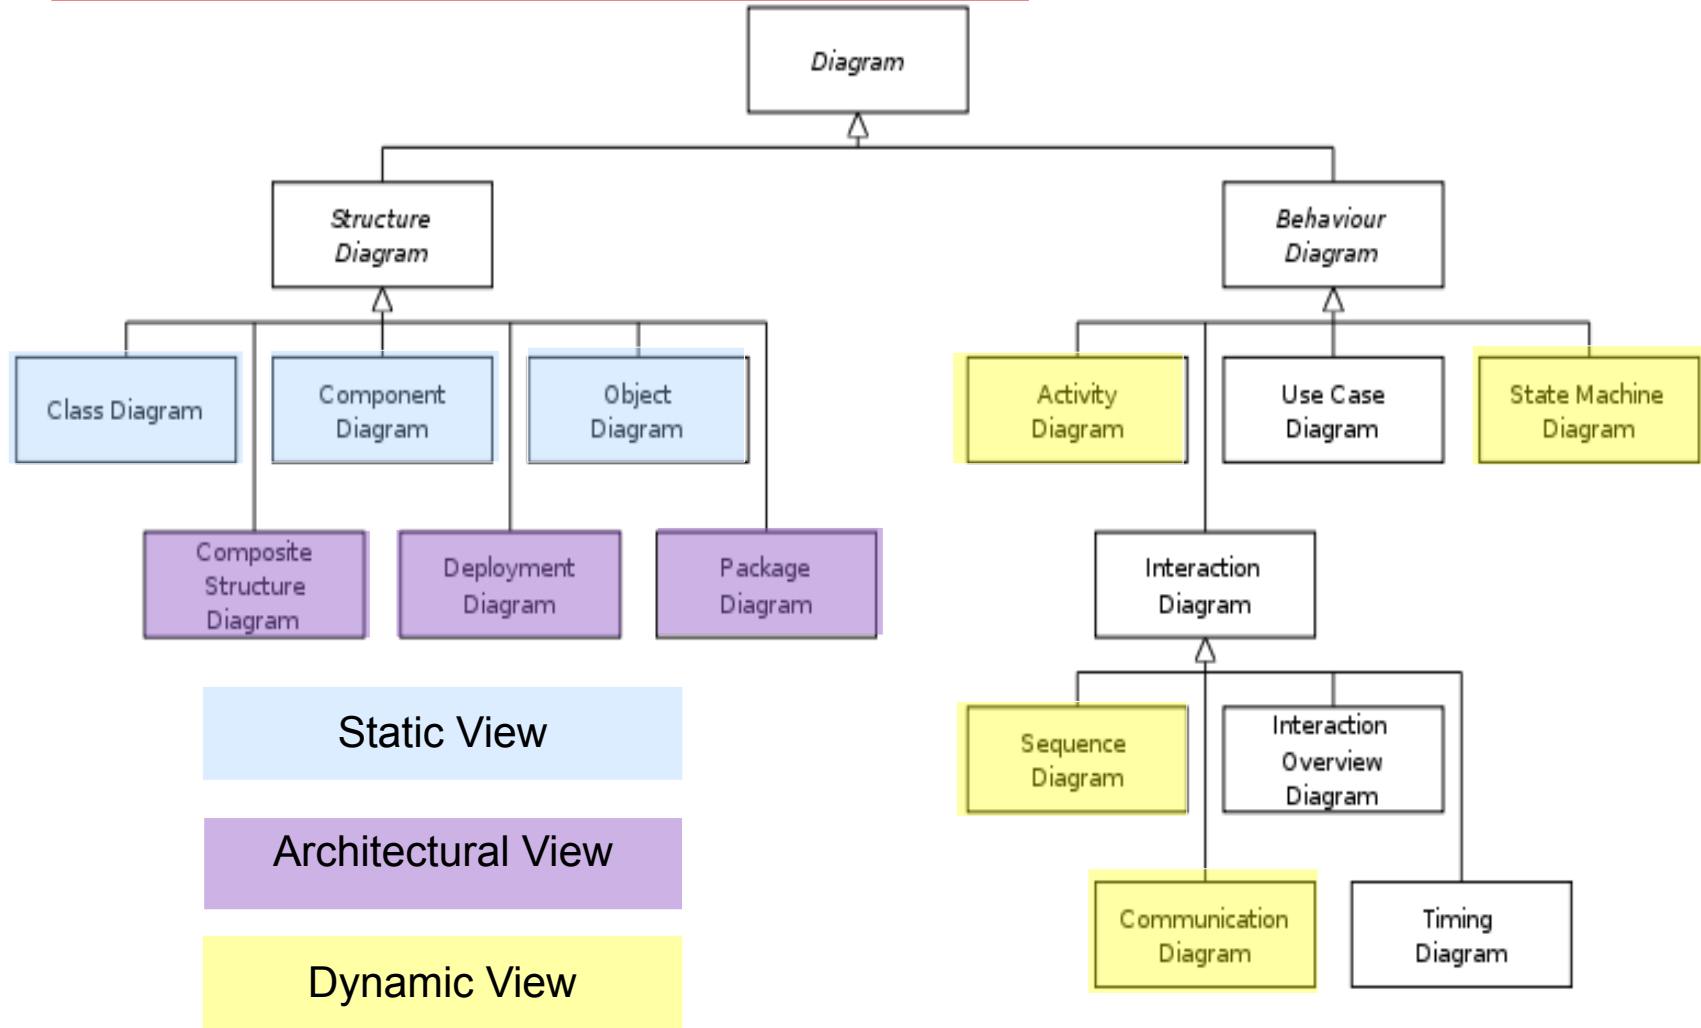 Diagram
Structure
Diagram
Behaviour
Diagram
Class Diagram
Component
Diagram
Object
Diagram
Activity
Diagram
Use Case
Diagram
State Machine
Diagram
Composite
Structure
Diagram
Deployment
Diagram
Package
Diagram
Interaction
Diagram
Static View
Sequence
Diagram
Interaction
Overview
Diagram
Architectural View
Communication
Diagram
Timing
Diagram
Dynamic View